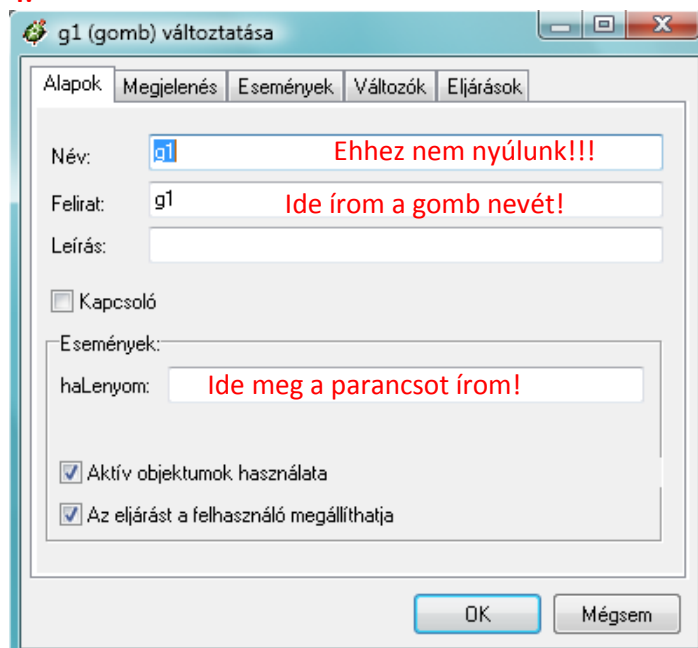 g1 (gomb) változtatása
Alapok Megjelenés Események Változók Eljárások
Név: g1 Ehhez nem nyúlunk!!!
Felirat: g1 Ide írom a gomb nevét!
Leírás:
Kapcsoló
Események:
haLenyom: Ide meg a parancsot írom!
Aktív objektumok használata
Az eljárást a felhasználó megállíthatja
OK Mégsem